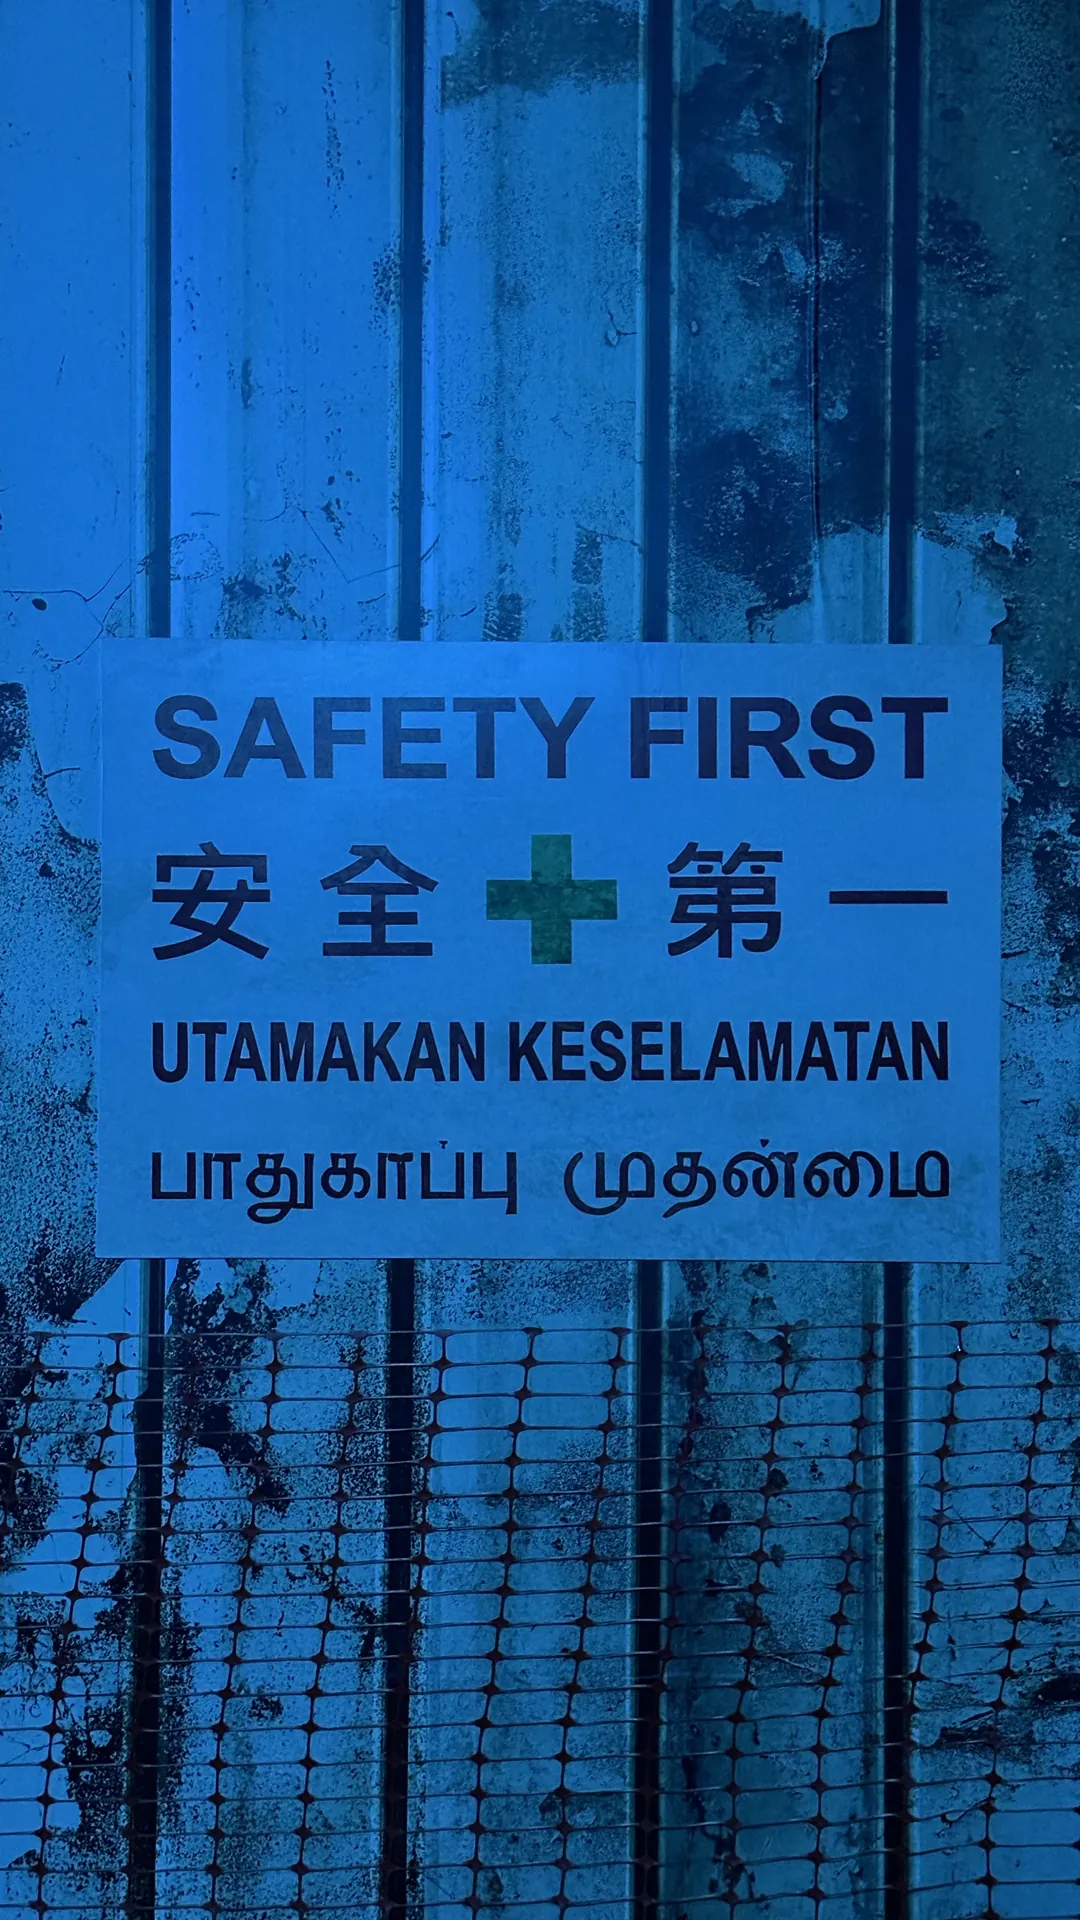 SAFETY FIRST
安全 第一
UTAMAKAN KESELAMATAN
பாதுகாப்பு முதன்மை